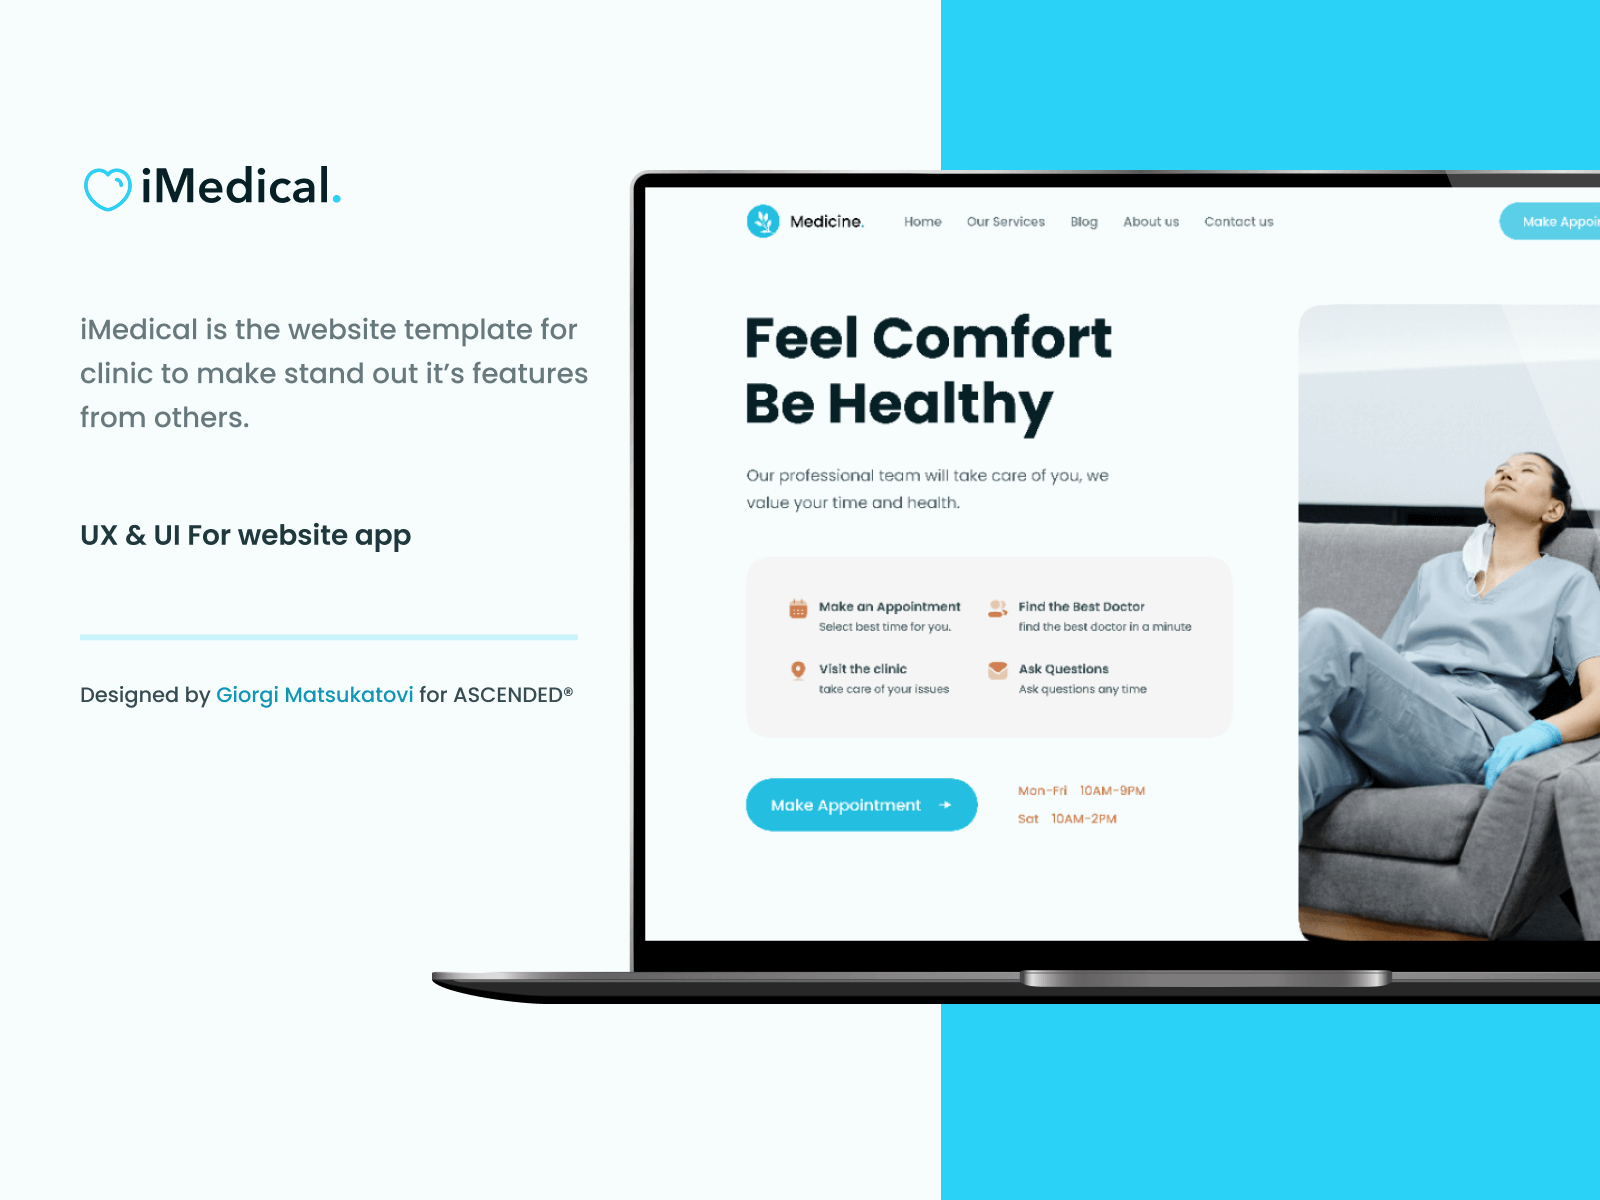 iMedical.
iMedical is the website template for
clinic to make stand out it's features
from others.
UX & UI For website app
Designed by Giorgi Matsukatovi for ASCENDED®
Medicine. Home Our Services Blog About us Contact us Make
Feel Comfort
Be Healthy
Our professional team will take care of you, we
value your time and health.
Make an Appointment
Select best time for you.
Find the Best Doctor
find the best doctor in a minute
Visit the clinic
take care of your issues
Ask Questions
Ask questions any time
Make Appointment
Mon-Fri 10AM-9PM
Sat 10AM-2PM